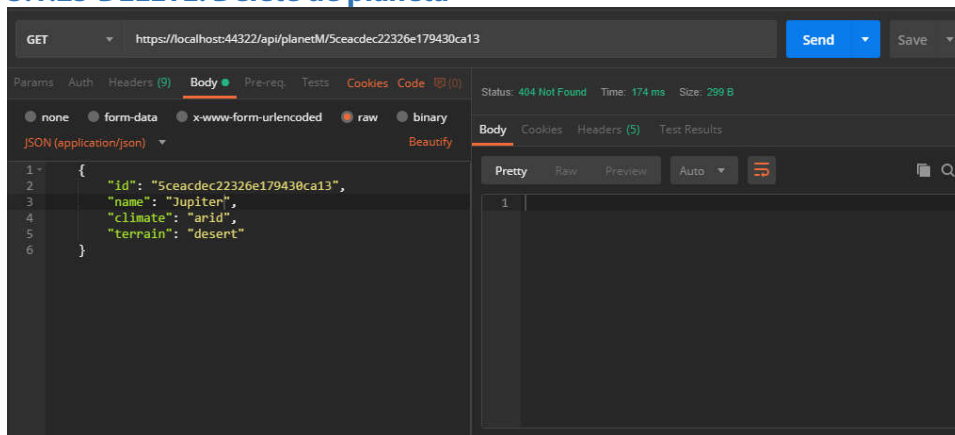 GET https://localhost:44322/api/planetM/5ceacdec22326e179430ca13 Send Save
Params Auth Headers (9) Body Pre-req. Tests Cookies Code (0)
none form-data x-www-form-urlencoded raw binary
JSON (application/json) Beautify
1 {
2 "id": "5ceacdec22326e179430ca13",
3 "name": "Jupiter",
4 "climate": "arid",
5 "terrain": "desert"
6 }
Status: 404 Not Found Time: 174 ms Size: 299 B
Body Cookies Headers (5) Test Results
Pretty Raw Preview Auto
1